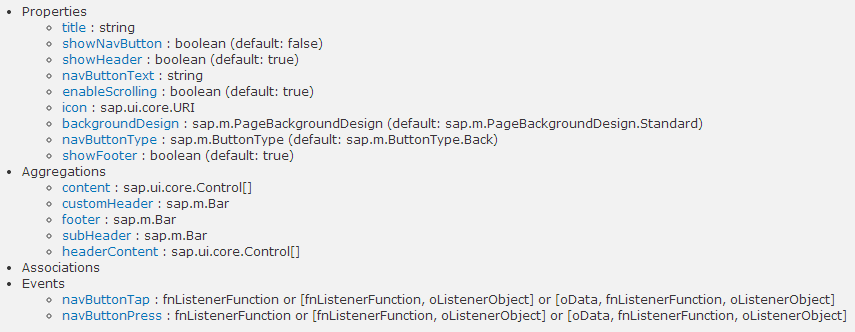 Properties
title : string
showNavButton : boolean (default: false)
showHeader : boolean (default: true)
navButtonText : string
enableScrolling : boolean (default: true)
icon : sap.ui.core.URI
backgroundDesign : sap.m.PageBackgroundDesign (default: sap.m.PageBackgroundDesign.Standard)
navButtonType : sap.m.ButtonType (default: sap.m.ButtonType.Back)
showFooter : boolean (default: true)
Aggregations
content : sap.ui.core.Control[]
customHeader : sap.m.Bar
footer : sap.m.Bar
subHeader : sap.m.Bar
headerContent : sap.ui.core.Control[]
Associations
Events
navButtonTap : fnListenerFunction or [fnListenerFunction, oListenerObject] or [oData, fnListenerFunction, oListenerObject]
navButtonPress : fnListenerFunction or [fnListenerFunction, oListenerObject] or [oData, fnListenerFunction, oListenerObject]